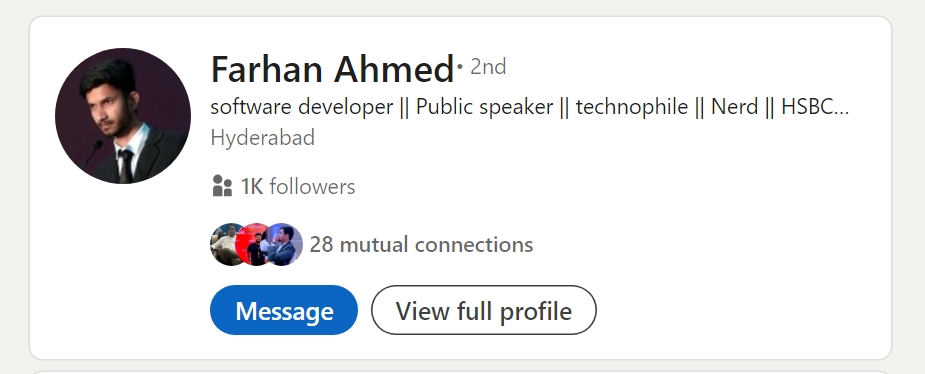 Farhan Ahmed• 2nd
software developer || Public speaker || technophile || Nerd || HSBC...
Hyderabad
1K followers
28 mutual connections
Message View full profile